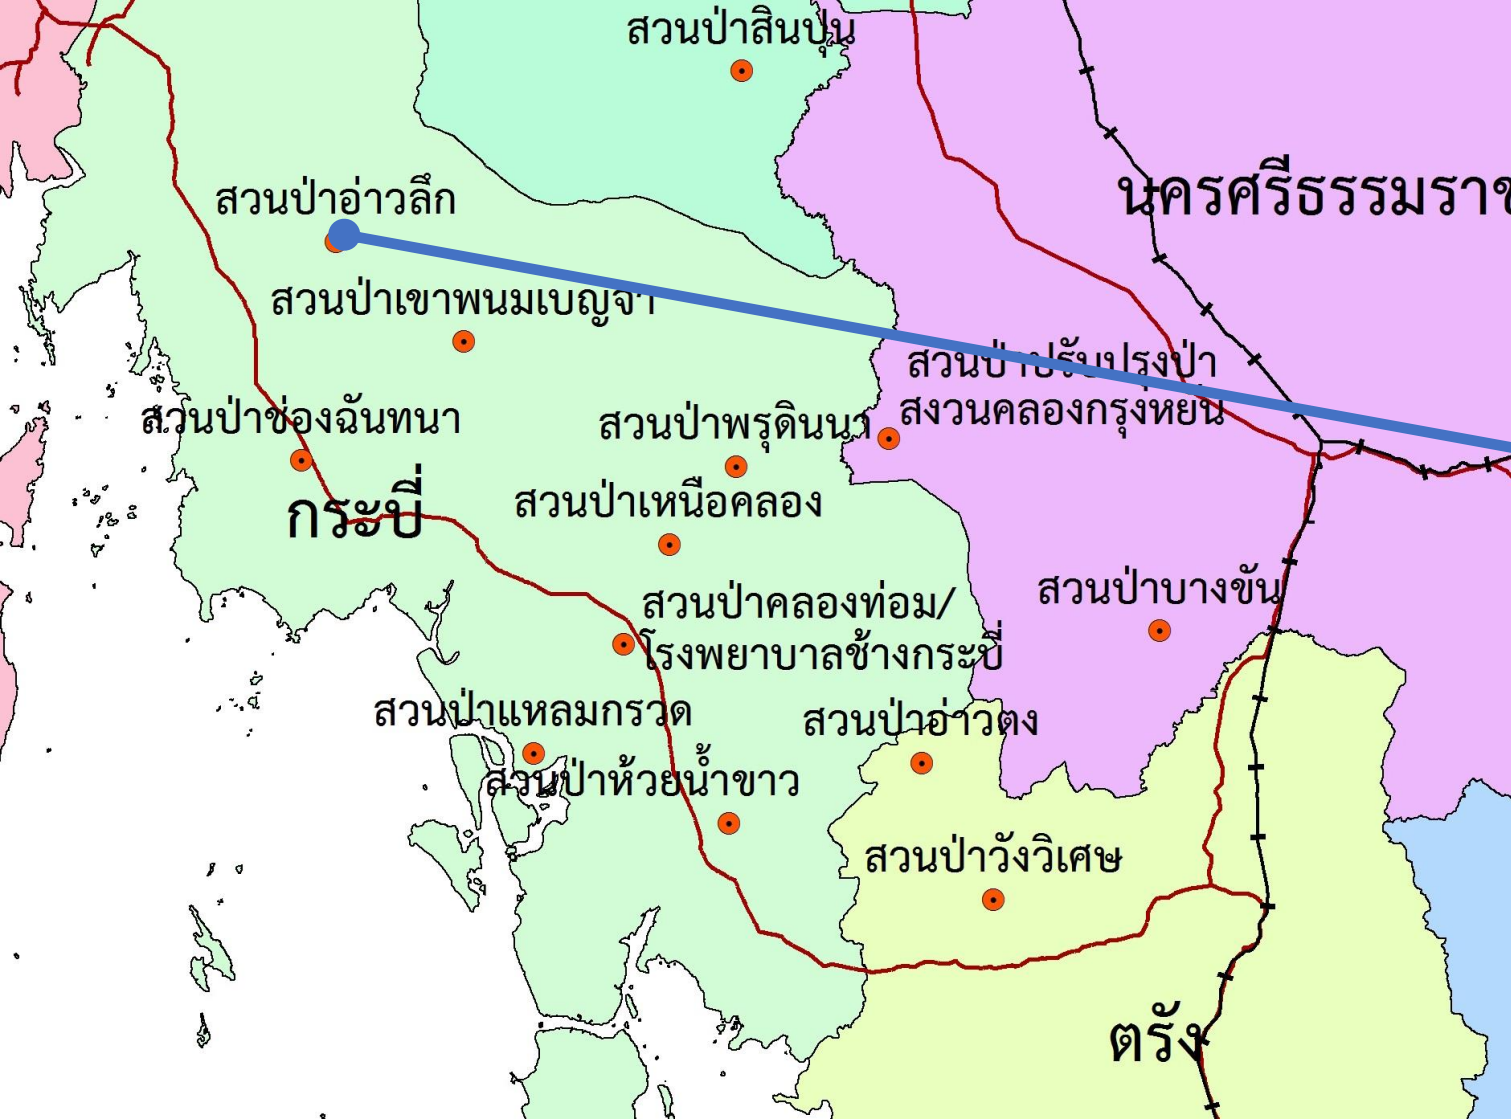 สวนป่าสินปุน
สวนป่าอ่าวลึก
นครศรีธรรมราช
สวนป่าเขาพนมเบญจา
สวนป่าปรับปรุงป่า
สงวนคลองกรุงหยัน
สวนป่าช่องฉันทนา
สวนป่าพรุดินนา
กระบี่
สวนป่าเหนือคลอง
สวนป่าบางขัน
สวนป่าคลองท่อม/
โรงพยาบาลช้างกระบี่
สวนป่าแหลมกรวด
สวนป่าอ่าวตง
สวนป่าห้วยน้ำขาว
สวนป่าวังวิเศษ
ตรัง